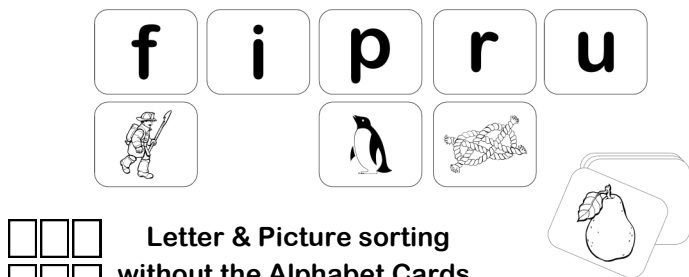 f i p r u
Letter & Picture sorting
without the Alphabet Cards